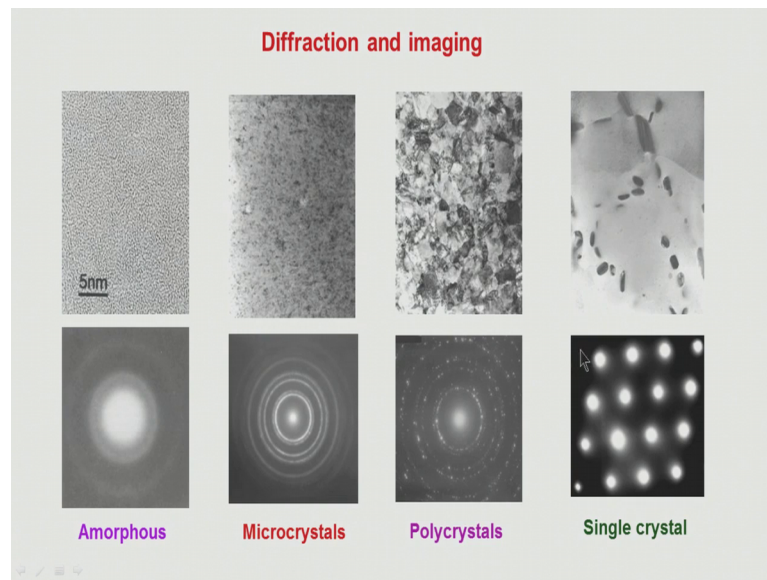 Diffraction and imaging
5nm
Amorphous
Microcrystals
Polycrystals
Single crystal